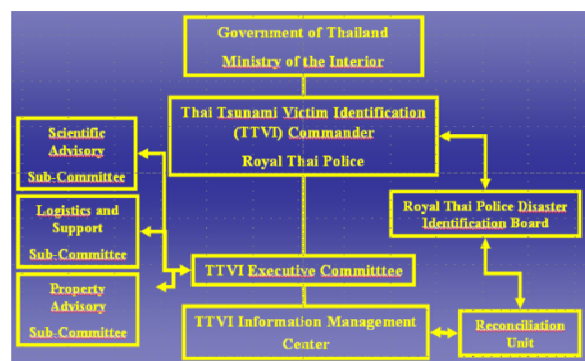 Government of Thailand
Ministry of the Interior
Thai Tsunami Victim Identification
(TTVI) Commander
Royal Thai Police
Scientific
Advisory
Sub-Committee
Logistics and
Support
Sub-Committee
Property
Advisory
Sub-Committee
Royal Thai Police Disaster
Identification Board
TTVI Executive Committtee
TTVI Information Management
Center
Reconciliation
Unit